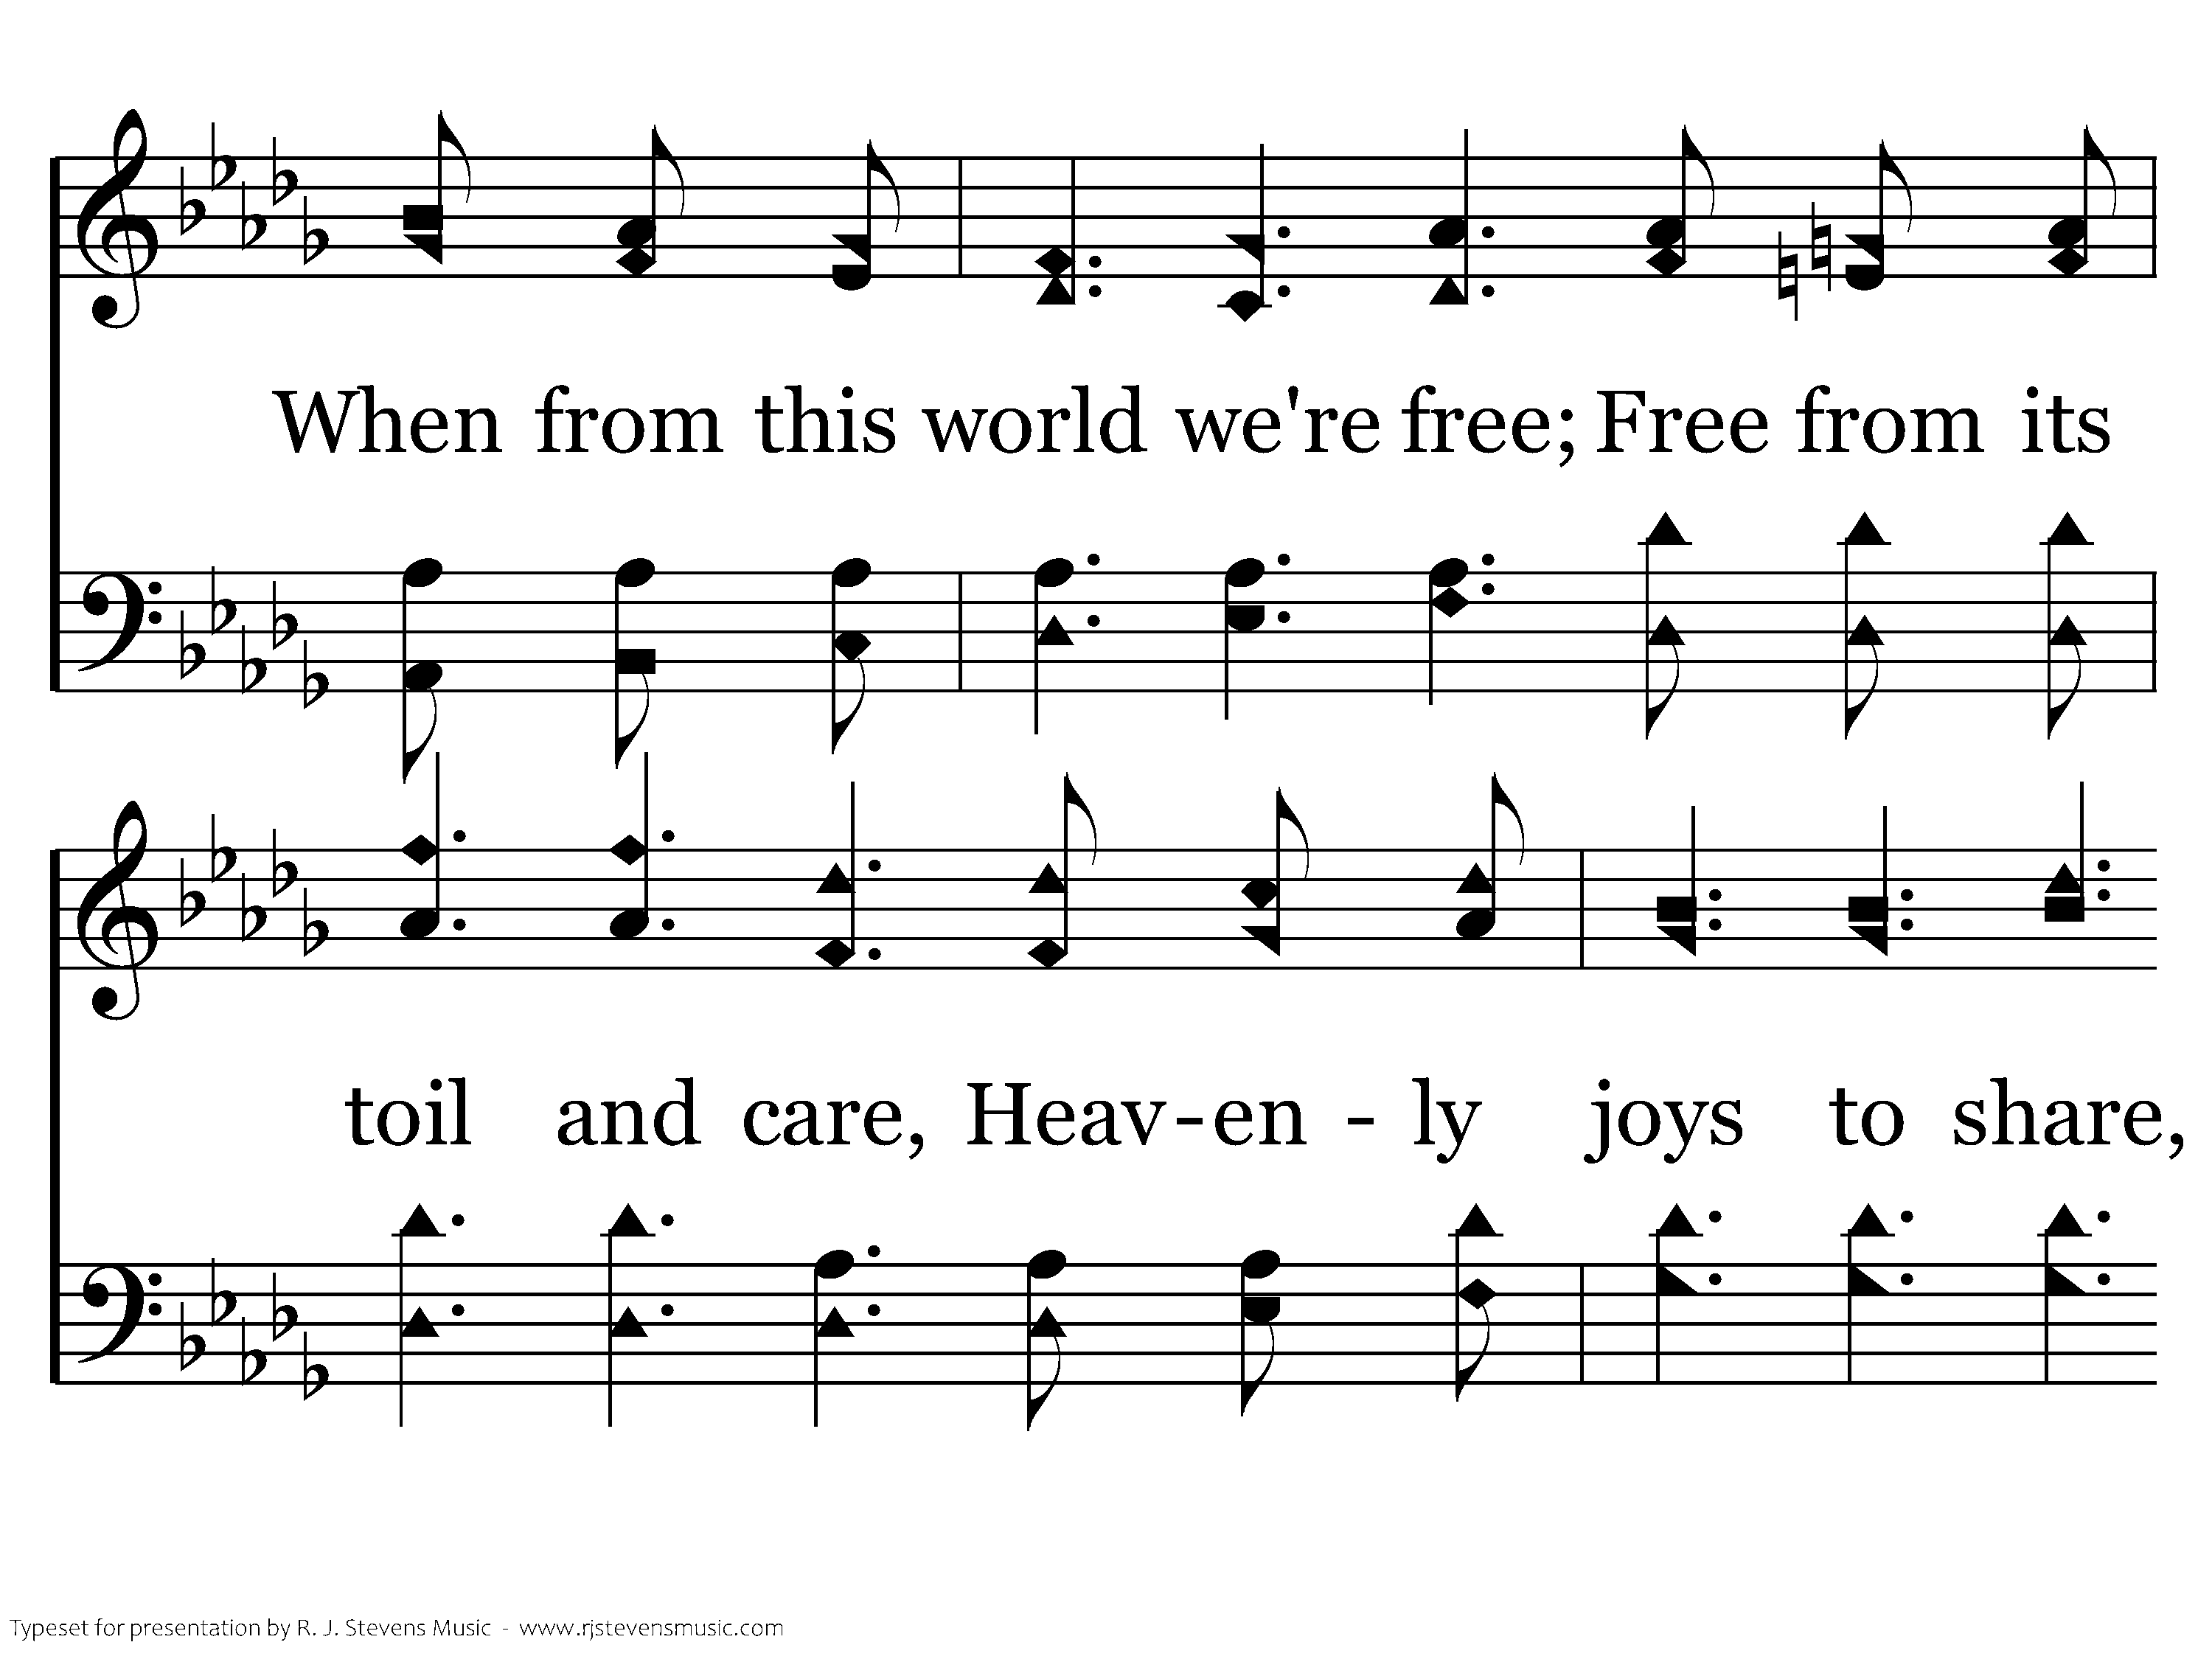 When from this world we're free; Free from its
toil and care, Heav-en - ly joys to share,
Typeset for presentation by R. J. Stevens Music - www.rjstevensmusic.com